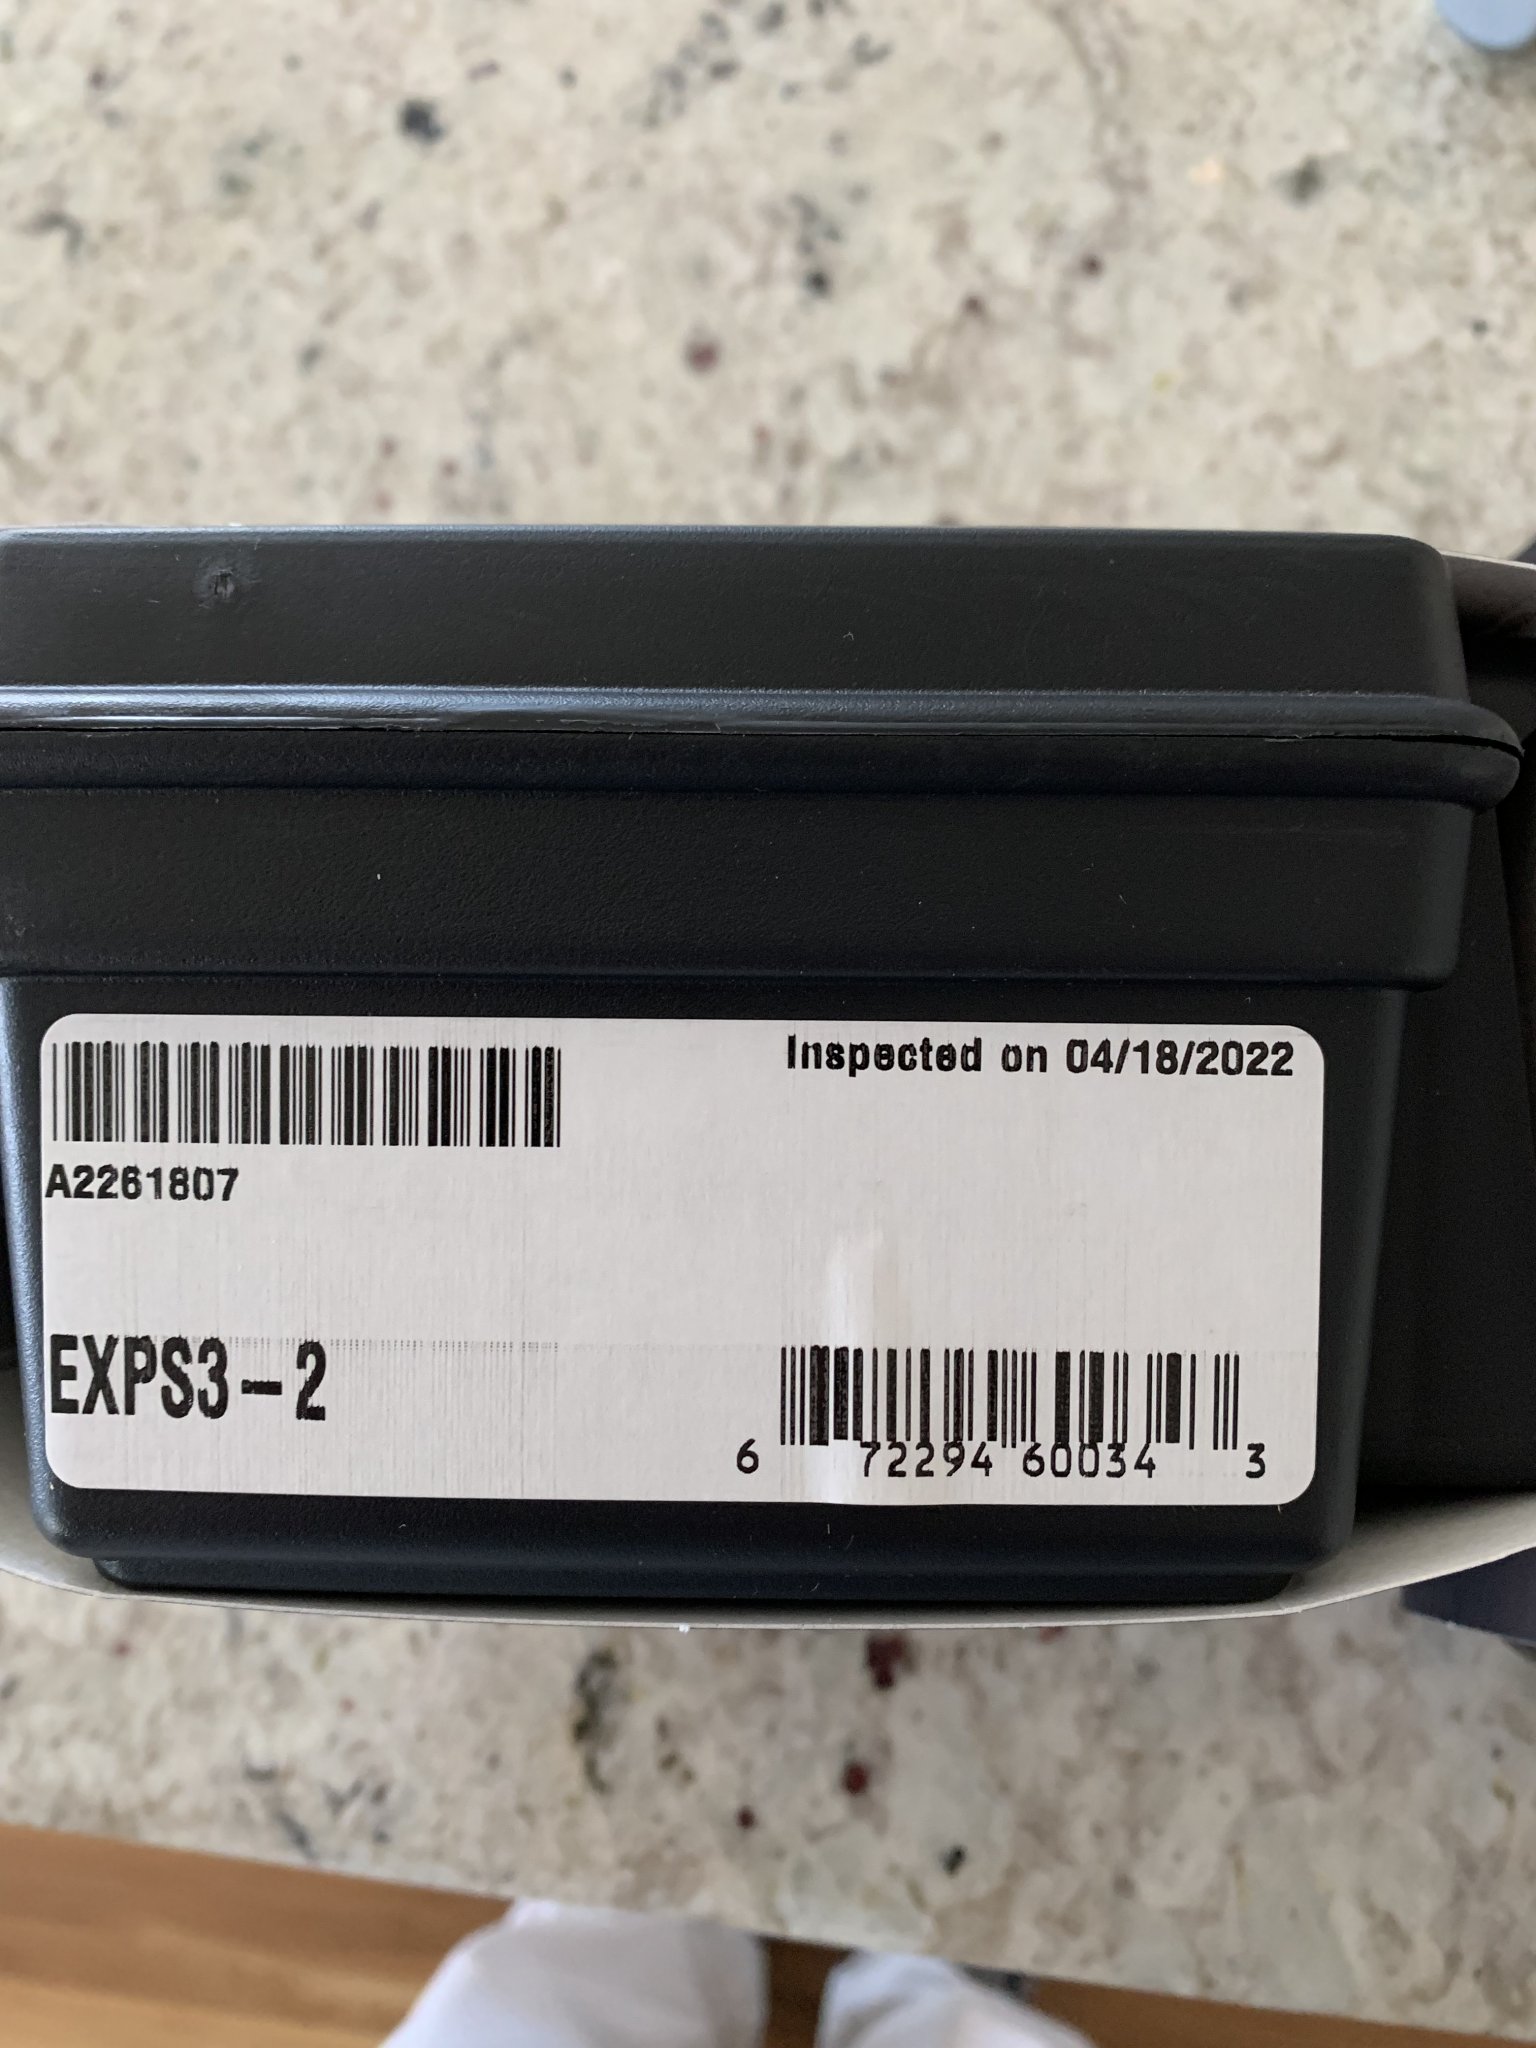 Inspected on 04/18/2022
A2261807
EXPS3-2
6 72294 60034 3